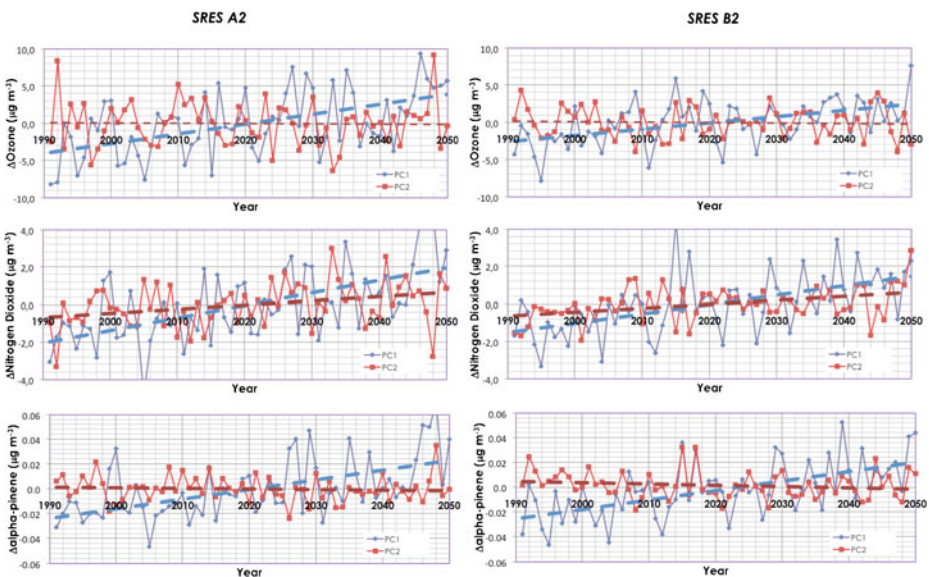 SRES A2
SRES B2
ΔOzone (µg m⁻³)
10,0
5,0
0,0
-5,0
-10,0
1990 2000 2010 2020 2030 2040 2050
PC1
PC2
Year
ΔOzone (µg m⁻³)
10,0
5,0
0,0
-5,0
-10,0
1990 2000 2010 2020 2030 2040 2050
PC1
PC2
Year
ΔNitrogen Dioxide (µg m⁻³)
4,0
2,0
0,0
-2,0
-4,0
1990 2000 2010 2020 2030 2040 2050
PC1
PC2
Year
ΔNitrogen Dioxide (µg m⁻³)
4,0
2,0
0,0
-2,0
-4,0
1990 2000 2010 2020 2030 2040 2050
PC1
PC2
Year
Δalpha-pinene (µg m⁻³)
0.06
0.04
0.02
0.00
-0.02
-0.04
-0.06
1990 2000 2010 2020 2030 2040 2050
PC1
PC2
Year
Δalpha-pinene (µg m⁻³)
0.06
0.04
0.02
0.00
-0.02
-0.04
-0.06
1990 2000 2010 2020 2030 2040 2050
PC1
PC2
Year